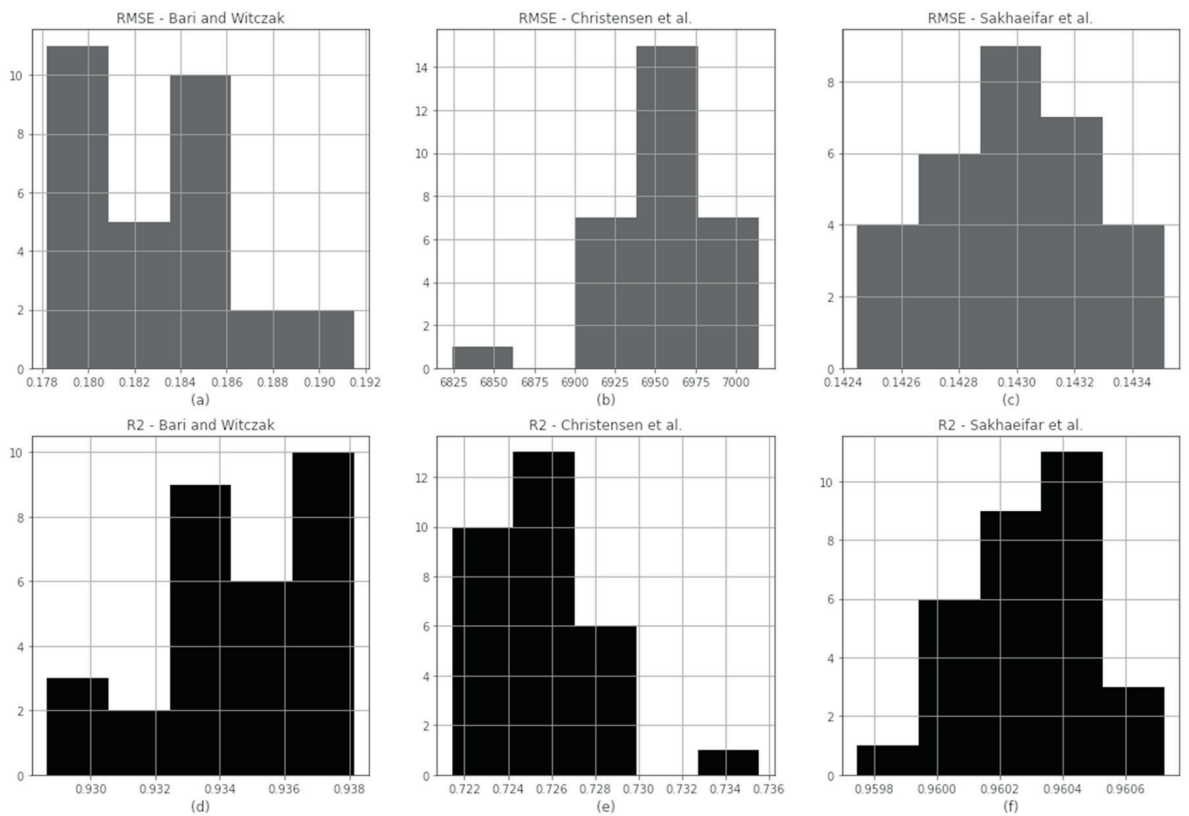 RMSE - Bari and Witczak
10
8
6
4
2
0
0.178 0.180 0.182 0.184 0.186 0.188 0.190 0.192
(a)
RMSE - Christensen et al.
14
12
10
8
6
4
2
0
6825 6850 6875 6900 6925 6950 6975 7000
(b)
RMSE - Sakhaeifar et al.
8
6
4
2
0
0.1424 0.1426 0.1428 0.1430 0.1432 0.1434
(c)
R2 - Bari and Witczak
10
8
6
4
2
0
0.930 0.932 0.934 0.936 0.938
(d)
R2 - Christensen et al.
12
10
8
6
4
2
0
0.722 0.724 0.726 0.728 0.730 0.732 0.734 0.736
(e)
R2 - Sakhaeifar et al.
10
8
6
4
2
0
0.9598 0.9600 0.9602 0.9604 0.9606
(f)